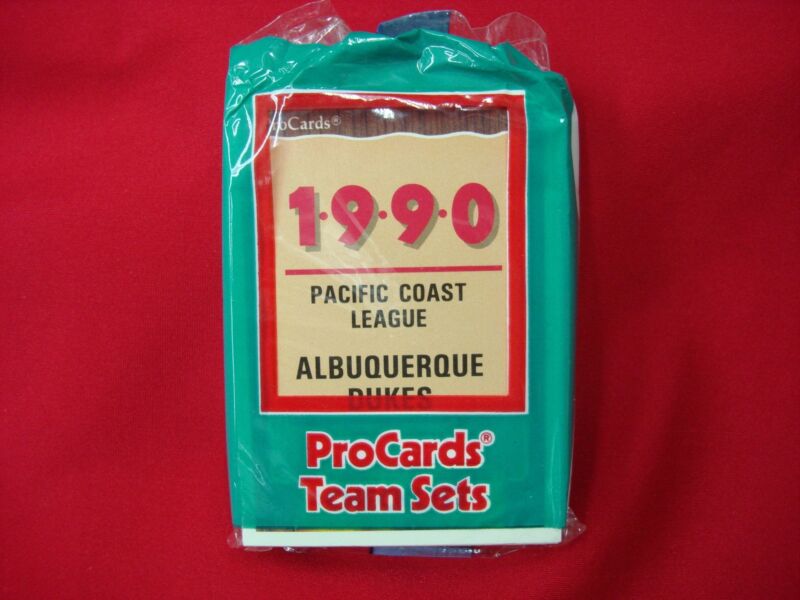 ProCards®
1·9·9·0
PACIFIC COAST
LEAGUE
ALBUQUERQUE
DUKES
ProCards®
Team Sets